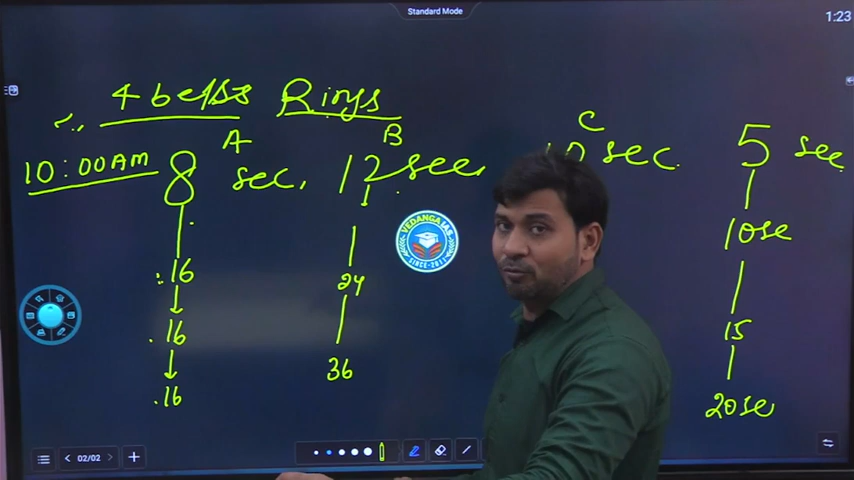 Standard Mode
1:23
4 bells Rings
A
B
C
10:00AM 8 sec. 12 sec. sec. 5 sec
10se
.16 24
.16 15
36
.16 20se
VEDANGA IAS
SINCE-2011
02/02